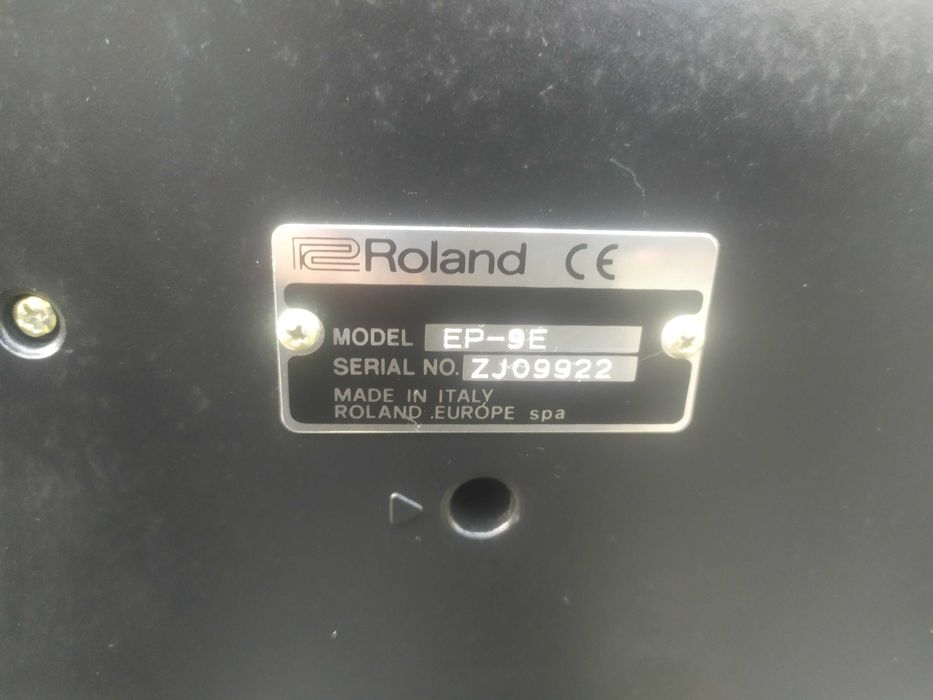 Roland CE
MODEL EP-9E
SERIAL NO. ZJ09922
MADE IN ITALY
ROLAND EUROPE spa